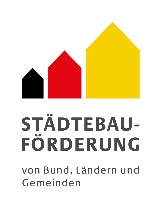 STÄDTEBAU-
FÖRDERUNG
von Bund, Ländern und
Gemeinden